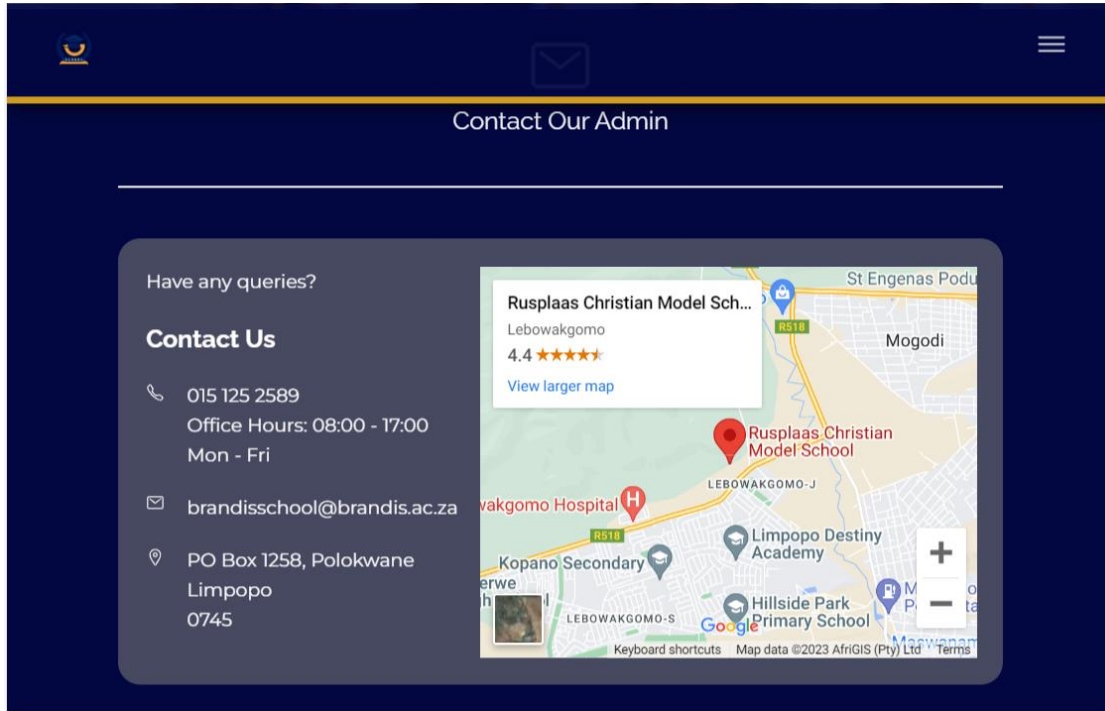 Contact Our Admin
Have any queries?
Contact Us
015 125 2589
Office Hours: 08:00 - 17:00
Mon - Fri
brandisschool@brandis.ac.za
PO Box 1258, Polokwane
Limpopo
0745
Rusplaas Christian Model Sch...
Lebowakgomo
4.4
View larger map
St Engenas Podu
R518
Mogodi
Rusplaas Christian
Model School
LEBOWAKGOMO-J
vakgomo Hospital
H
R518
Limpopo Destiny
Academy
Kopano Secondary
erwe
Hillside Park
Primary School
LEBOWAKGOMO-S
Google
Keyboard shortcuts
Map data ©2023 AfriGIS (Pty) Ltd
Terms